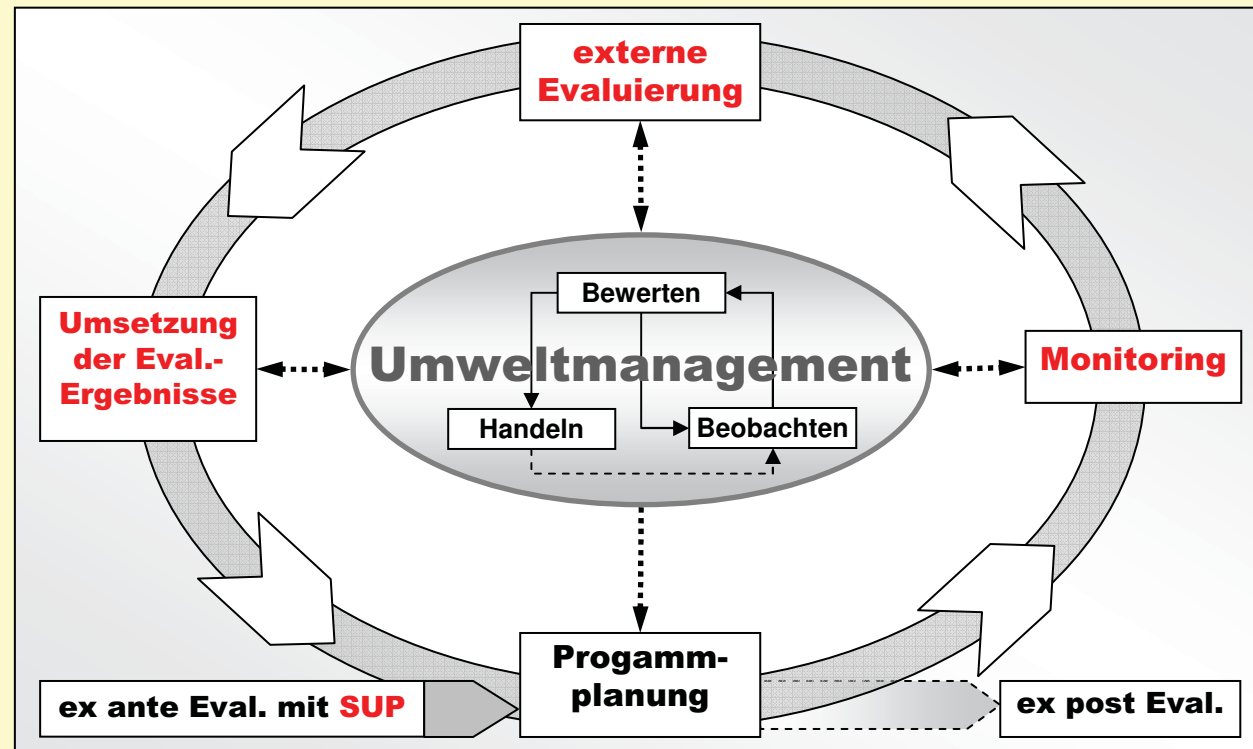 externe
Evaluierung
Bewerten
Umsetzung
der Eval.-
Ergebnisse
Umweltmanagement
Monitoring
Handeln
Beobachten
Progamm-
planung
ex ante Eval. mit SUP
ex post Eval.